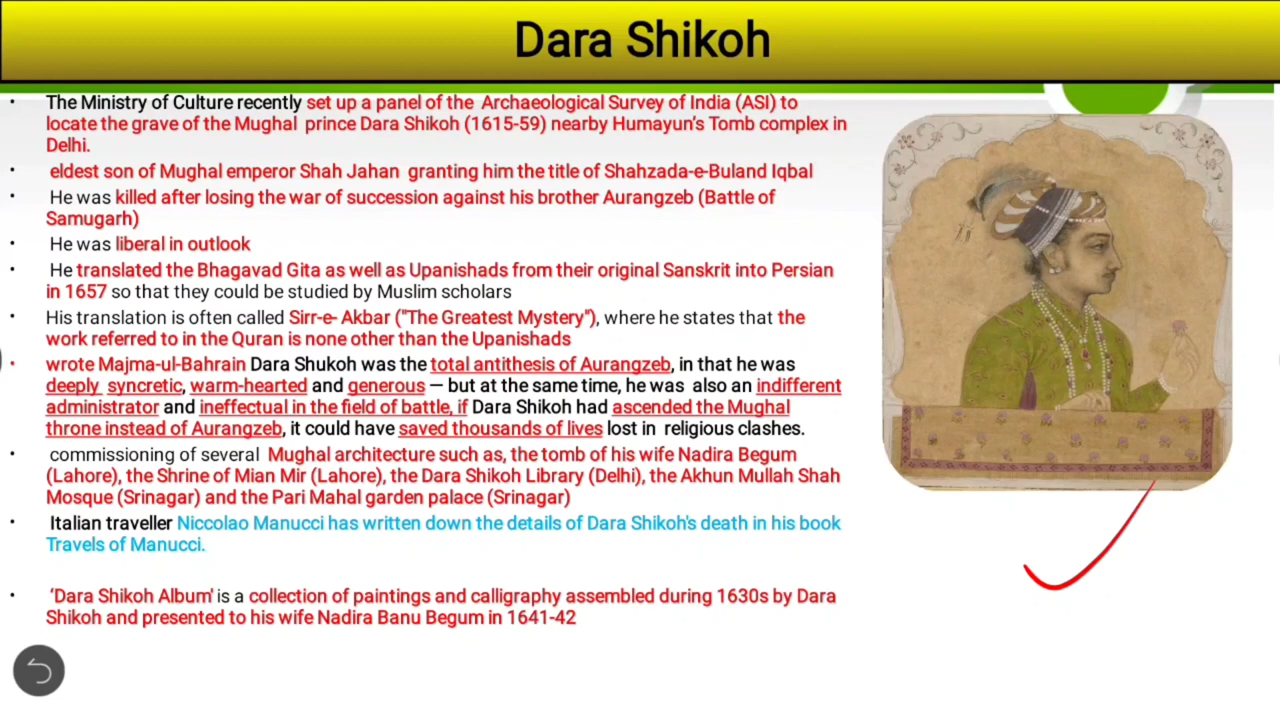 Dara Shikoh
• The Ministry of Culture recently set up a panel of the Archaeological Survey of India (ASI) to
locate the grave of the Mughal prince Dara Shikoh (1615-59) nearby Humayun's Tomb complex in
Delhi.
• eldest son of Mughal emperor Shah Jahan granting him the title of Shahzada-e-Buland Iqbal
• He was killed after losing the war of succession against his brother Aurangzeb (Battle of
Samugarh)
• He was liberal in outlook
• He translated the Bhagavad Gita as well as Upanishads from their original Sanskrit into Persian
in 1657 so that they could be studied by Muslim scholars
• His translation is often called Sirr-e- Akbar ("The Greatest Mystery"), where he states that the
work referred to in the Quran is none other than the Upanishads
• wrote Majma-ul-Bahrain Dara Shukoh was the total antithesis of Aurangzeb, in that he was
deeply syncretic, warm-hearted and generous — but at the same time, he was also an indifferent
administrator and ineffectual in the field of battle, if Dara Shikoh had ascended the Mughal
throne instead of Aurangzeb, it could have saved thousands of lives lost in religious clashes.
• commissioning of several Mughal architecture such as, the tomb of his wife Nadira Begum
(Lahore), the Shrine of Mian Mir (Lahore), the Dara Shikoh Library (Delhi), the Akhun Mullah Shah
Mosque (Srinagar) and the Pari Mahal garden palace (Srinagar)
• Italian traveller Niccolao Manucci has written down the details of Dara Shikoh's death in his book
Travels of Manucci.
• 'Dara Shikoh Album' is a collection of paintings and calligraphy assembled during 1630s by Dara
Shikoh and presented to his wife Nadira Banu Begum in 1641-42